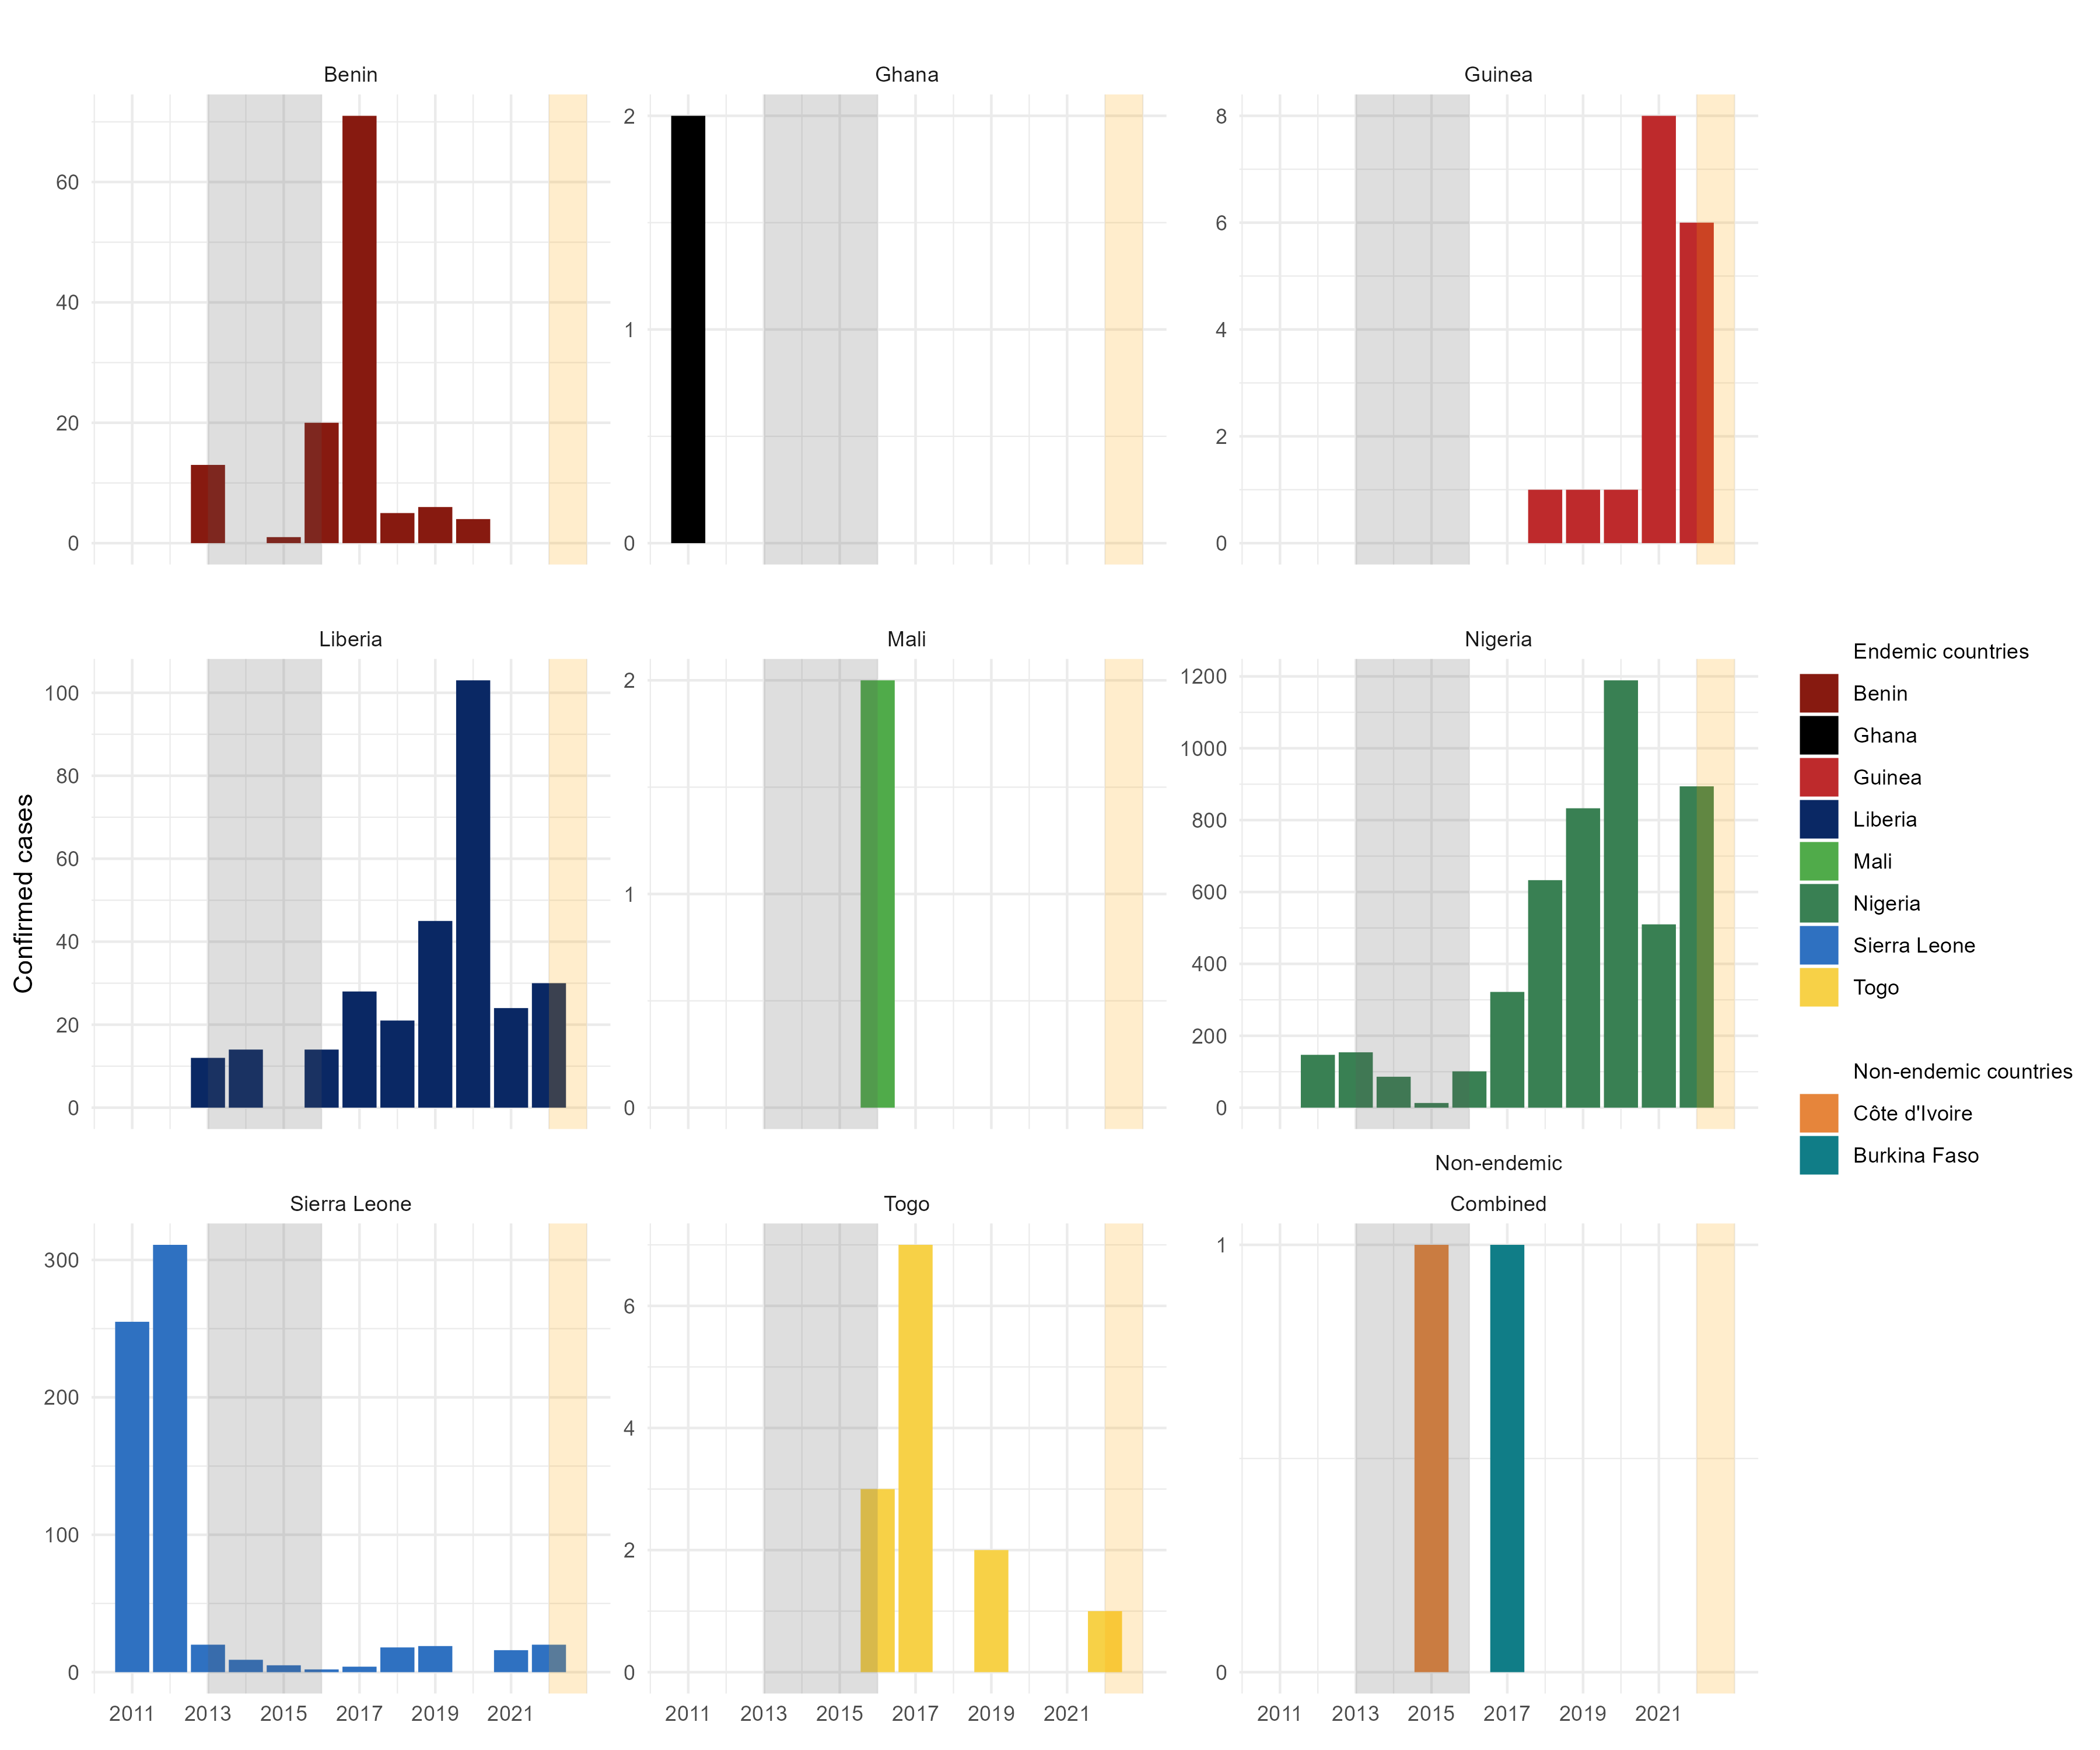 Benin
Ghana
Guinea
60
40
20
0
2
1
0
8
6
4
2
0
Liberia
Mali
Nigeria
Confirmed cases
100
80
60
40
20
0
2
1
0
1200
1000
800
600
400
200
0
Endemic countries
Benin
Ghana
Guinea
Liberia
Mali
Nigeria
Sierra Leone
Togo
Non-endemic countries
Côte d'Ivoire
Burkina Faso
Sierra Leone
Togo
Non-endemic
Combined
300
200
100
0
6
4
2
0
1
0
2011 2013 2015 2017 2019 2021
2011 2013 2015 2017 2019 2021
2011 2013 2015 2017 2019 2021